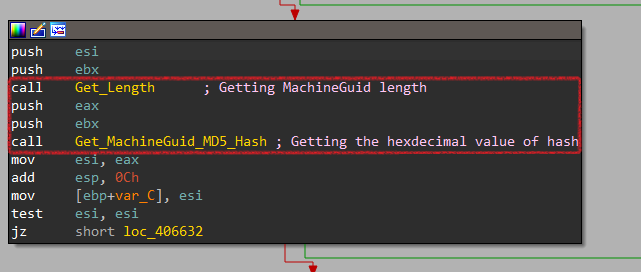 push esi
push ebx
call Get_Length ; Getting MachineGuid length
push eax
push ebx
call Get_MachineGuid_MD5_Hash ; Getting the hexdecimal value of hash
mov esi, eax
add esp, 0Ch
mov [ebp+var_C], esi
test esi, esi
jz short loc_406632